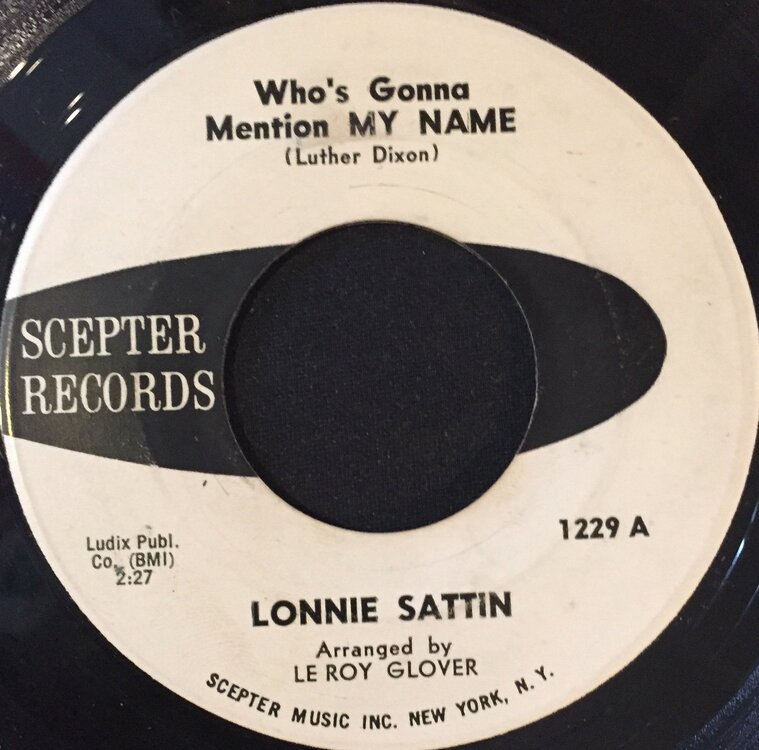 Who's Gonna
Mention MY NAME
(Luther Dixon)
SCEPTER
RECORDS
1229 A
Ludix Publ.
Co. (BMI)
2:27
LONNIE SATTIN
Arranged by
LE ROY GLOVER
SCEPTER MUSIC INC. NEW YORK, N. Y.